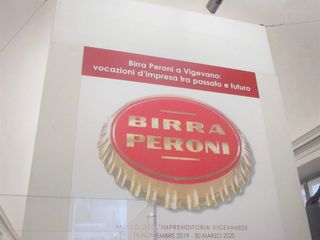 Birra Peroni a Vigevano:
vocazioni d'impresa tra passato e futuro
BIRRA
PERONI
MUSEO DELL'IMPRENDITORIA VIGEVANESE
NOVEMBRE 2019 - 30 MARZO 2020